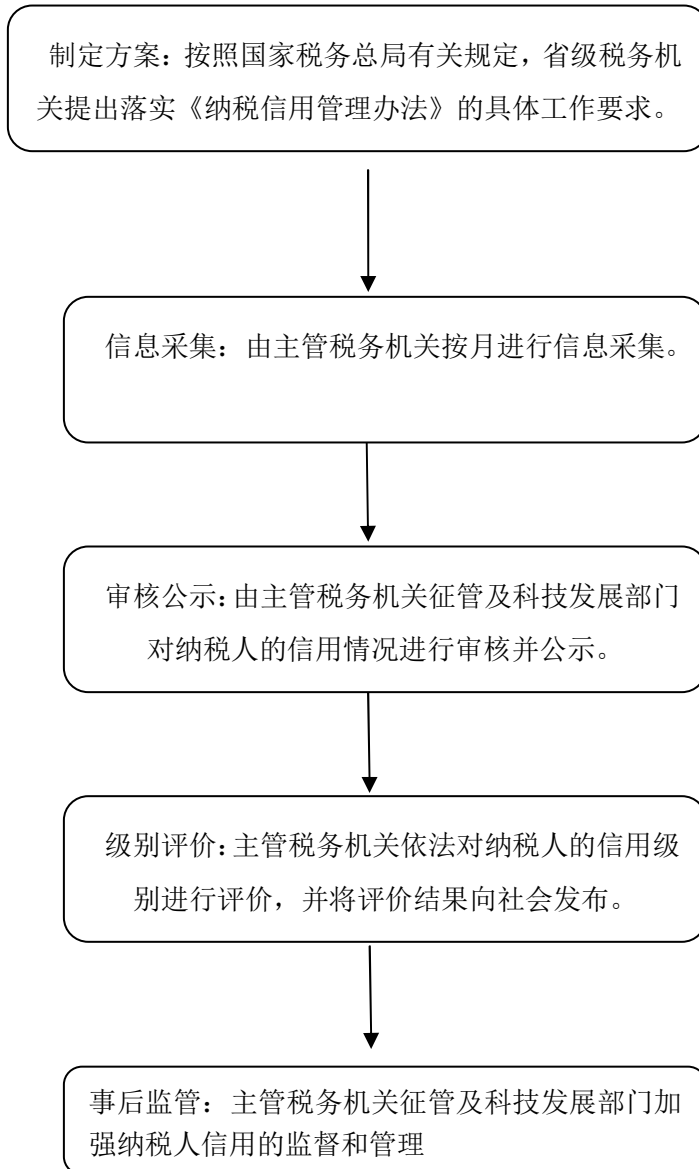 制定方案：按照国家税务总局有关规定，省级税务机
关提出落实《纳税信用管理办法》的具体工作要求。
信息采集：由主管税务机关按月进行信息采集。
审核公示：由主管税务机关征管及科技发展部门
对纳税人的信用情况进行审核并公示。
级别评价：主管税务机关依法对纳税人的信用级
别进行评价，并将评价结果向社会发布。
事后监管：主管税务机关征管及科技发展部门加
强纳税人信用的监督和管理